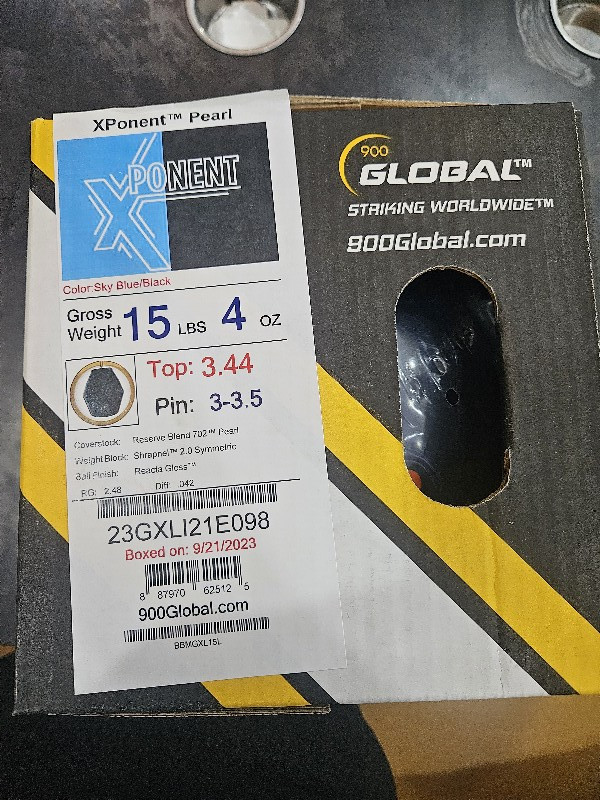 XPonent™ Pearl
XPONENT
Color:Sky Blue/Black
Gross Weight 15 LBS 4 OZ
Top: 3.44
Pin: 3-3.5
Coverstock: Reserve Blend 702™ Pearl
Weight Block: Shrapnel™ 2.0 Symmetric
Ball Finish: Reacta Gloss™
RG: 2.48 Diff: .042
23GXLI21E098
Boxed on: 9/21/2023
8 87970 62512 5
900Global.com
BBMGXL15L
900
GLOBAL™
STRIKING WORLDWIDE™
900Global.com